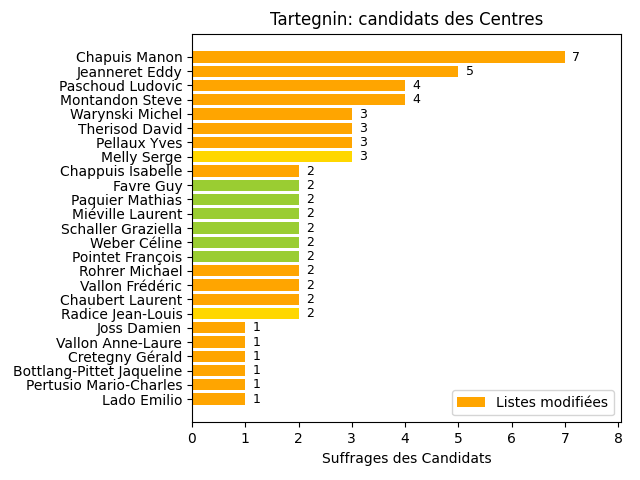 Tartegnin: candidats des Centres
Chapuis Manon 7
Jeanneret Eddy 5
Paschoud Ludovic 4
Montandon Steve 4
Warynski Michel 3
Therisod David 3
Pellaux Yves 3
Melly Serge 3
Chappuis Isabelle 2
Favre Guy 2
Paquier Mathias 2
Miéville Laurent 2
Schaller Graziella 2
Weber Céline 2
Pointet François 2
Rohrer Michael 2
Vallon Frédéric 2
Chaubert Laurent 2
Radice Jean-Louis 2
Joss Damien 1
Vallon Anne-Laure 1
Cretegny Gérald 1
Bottlang-Pittet Jaqueline 1
Pertusio Mario-Charles 1
Lado Emilio 1
Listes modifiées
0 1 2 3 4 5 6 7 8
Suffrages des Candidats